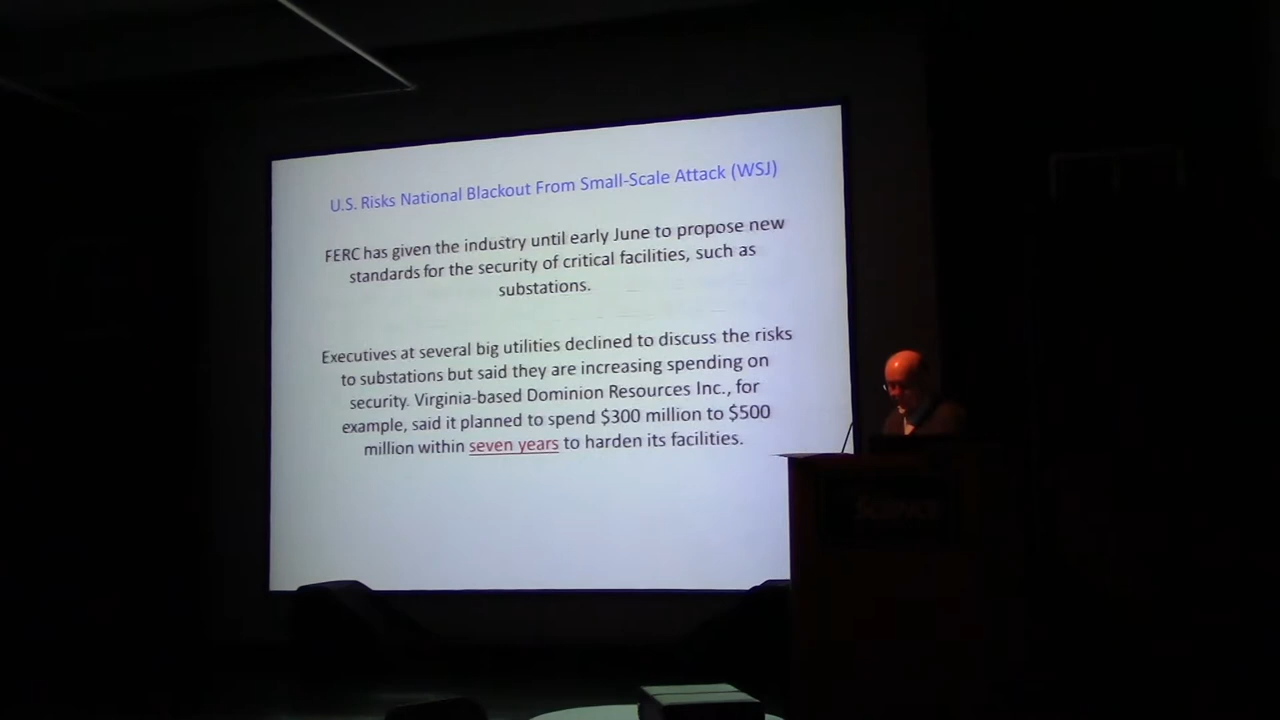 U.S. Risks National Blackout From Small-Scale Attack (WSJ)
FERC has given the industry until early June to propose new
standards for the security of critical facilities, such as
substations.
Executives at several big utilities declined to discuss the risks
to substations but said they are increasing spending on
security. Virginia-based Dominion Resources Inc., for
example, said it planned to spend $300 million to $500
million within seven years to harden its facilities.